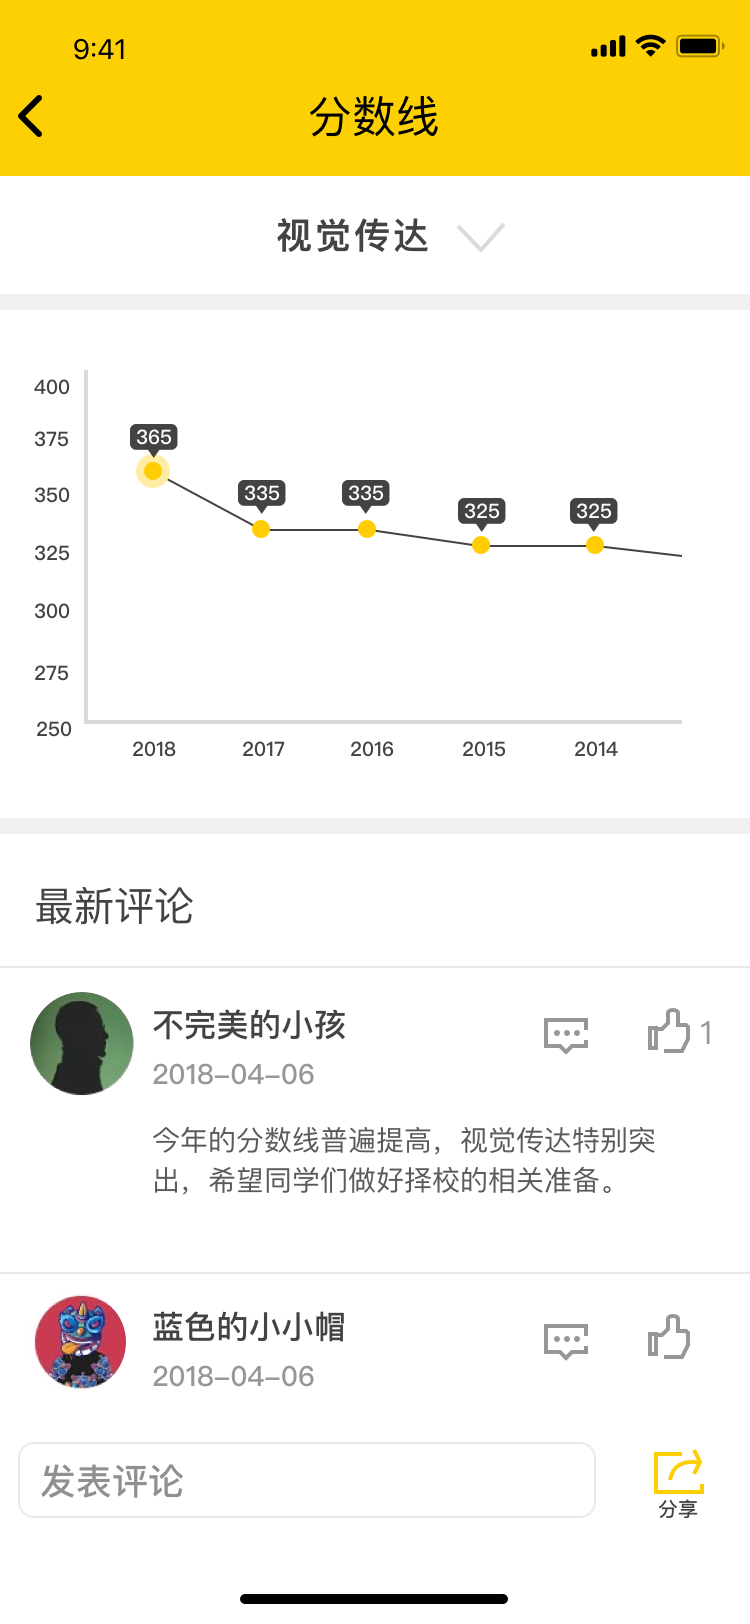 9:41
分数线
视觉传达
400
375
350
325
300
275
250
365
335
335
325
325
2018 2017 2016 2015 2014
最新评论
不完美的小孩
1
2018-04-06
今年的分数线普遍提高，视觉传达特别突
出，希望同学们做好择校的相关准备。
蓝色的小小帽
2018-04-06
发表评论
分享